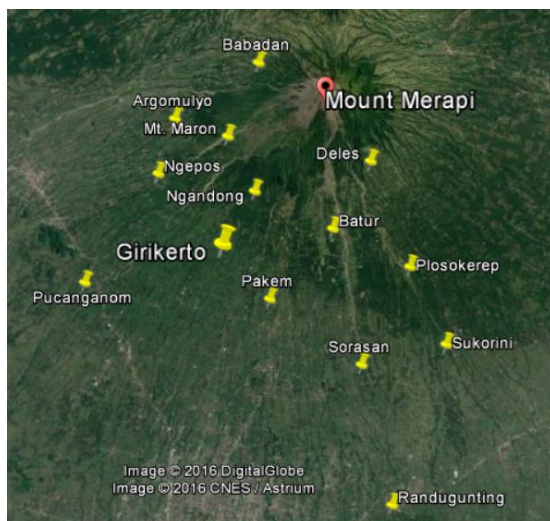 Babadan
Mount Merapi
Argomulyo
Mt. Maron
Deles
Ngepos
Ngandong
Batur
Girikerto
Plosokerep
Pakem
Pucanganom
Sorasan
Sukorini
Image © 2016 DigitalGlobe
Image © 2016 CNES / Astrium
Randugunting